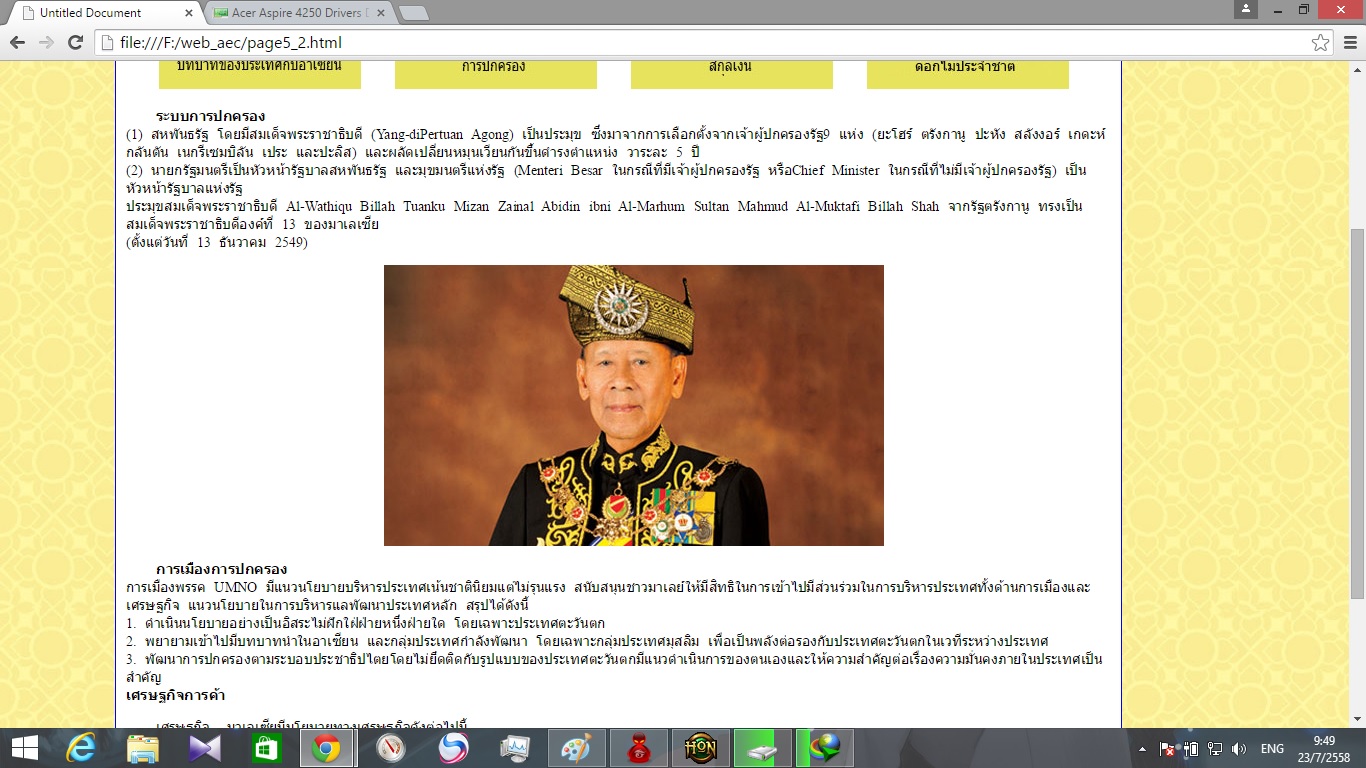 Untitled Document
Acer Aspire 4250 Drivers D
file:///F:/web_aec/page5_2.html
บทบาทของประเทศกับอาเซียน การปกครอง สกุลเงิน ดอกไม้ประจำชาติ
ระบบการปกครอง
(1) สหพันธรัฐ โดยมีสมเด็จพระราชาธิบดี (Yang-diPertuan Agong) เป็นประมุข ซึ่งมาจากการเลือกตั้งจากเจ้าผู้ปกครองรัฐ9 แห่ง (ยะโฮร์ ตรังกานู ปะหัง สลังงอร์ เกดะห์
กลันตัน เนกรีเซมบิลัน เประ และปะลิส) และผลัดเปลี่ยนหมุนเวียนกันขึ้นดำรงตำแหน่ง วาระละ 5 ปี
(2) นายกรัฐมนตรีเป็นหัวหน้ารัฐบาลสหพันธรัฐ และมุขมนตรีแห่งรัฐ (Menteri Besar ในกรณีที่มีเจ้าผู้ปกครองรัฐ หรือChief Minister ในกรณีที่ไม่มีเจ้าผู้ปกครองรัฐ) เป็น
หัวหน้ารัฐบาลแห่งรัฐ
ประมุขสมเด็จพระราชาธิบดี Al-Wathiqu Billah Tuanku Mizan Zainal Abidin ibni Al-Marhum Sultan Mahmud Al-Muktafi Billah Shah จากรัฐตรังกานู ทรงเป็น
สมเด็จพระราชาธิบดีองค์ที่ 13 ของมาเลเซีย
(ตั้งแต่วันที่ 13 ธันวาคม 2549)
การเมืองการปกครอง
การเมืองพรรค UMNO มีแนวนโยบายบริหารประเทศเน้นชาตินิยมแต่ไม่รุนแรง สนับสนุนชาวมาเลย์ให้มีสิทธิในการเข้าไปมีส่วนร่วมในการบริหารประเทศทั้งด้านการเมืองและ
เศรษฐกิจ แนวนโยบายในการบริหารแลพัฒนาประเทศหลัก สรุปได้ดังนี้
1. ดำเนินนโยบายอย่างเป็นอิสระไม่ฝักใฝ่ฝ่ายหนึ่งฝ่ายใด โดยเฉพาะประเทศตะวันตก
2. พยายามเข้าไปมีบทบาทนำในอาเซียน และกลุ่มประเทศกำลังพัฒนา โดยเฉพาะกลุ่มประเทศมุสลิม เพื่อเป็นพลังต่อรองกับประเทศตะวันตกในเวทีระหว่างประเทศ
3. พัฒนาการปกครองตามระบอบประชาธิปไตยโดยไม่ยึดติดกับรูปแบบของประเทศตะวันตกมีแนวดำเนินการของตนเองและให้ความสำคัญต่อเรื่องความมั่นคงภายในประเทศเป็น
สำคัญ
เศรษฐกิจการค้า
เศรษฐกิจ มาเลเซียมีนโยบายทางเศรษฐกิจดังต่อไปนี้
HON
ENG
9:49
23/7/2558